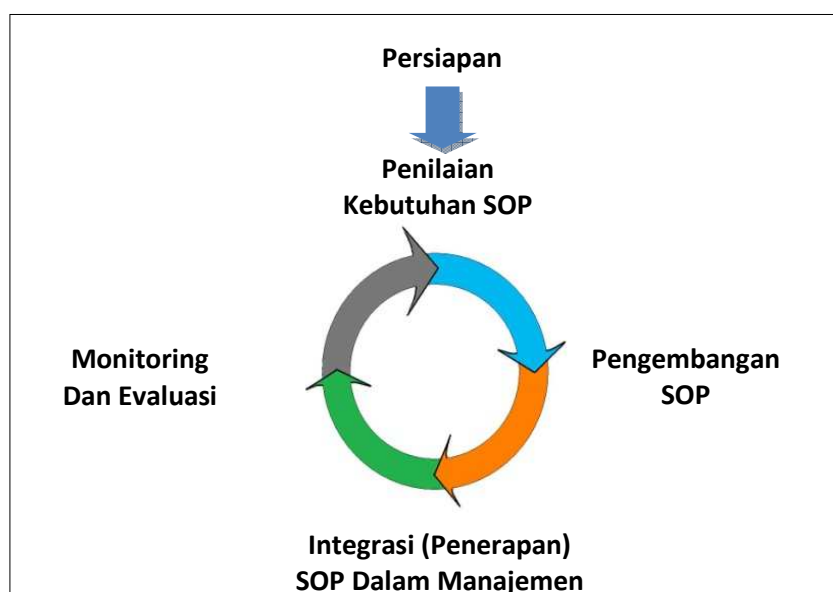 Persiapan
Penilaian
Kebutuhan SOP
Monitoring
Dan Evaluasi
Pengembangan
SOP
Integrasi (Penerapan)
SOP Dalam Manajemen